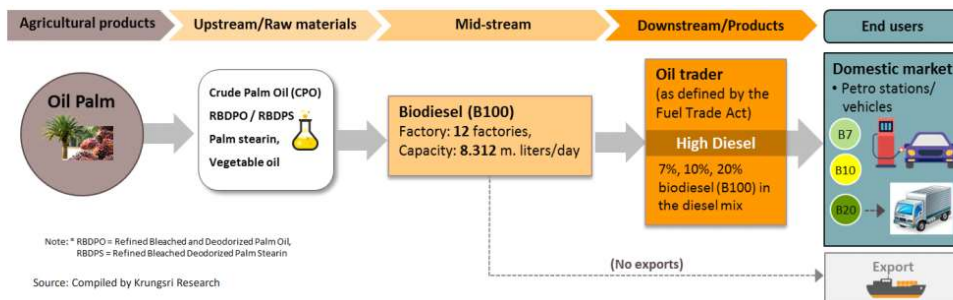 Agricultural products
Upstream/Raw materials
Mid-stream
Downstream/Products
End users
Oil Palm
Crude Palm Oil (CPO)
RBDPO / RBDPS
Palm stearin,
Vegetable oil
Biodiesel (B100)
Factory: 12 factories,
Capacity: 8.312 m. liters/day
Oil trader
(as defined by the
Fuel Trade Act)
High Diesel
7%, 10%, 20%
biodiesel (B100) in
the diesel mix
Domestic market
• Petro stations/
vehicles
B7
B10
B20
(No exports)
Export
Note: * RBDPO = Refined Bleached and Deodorized Palm Oil,
RBDPS = Refined Bleached Deodorized Palm Stearin
Source: Compiled by Krungsri Research